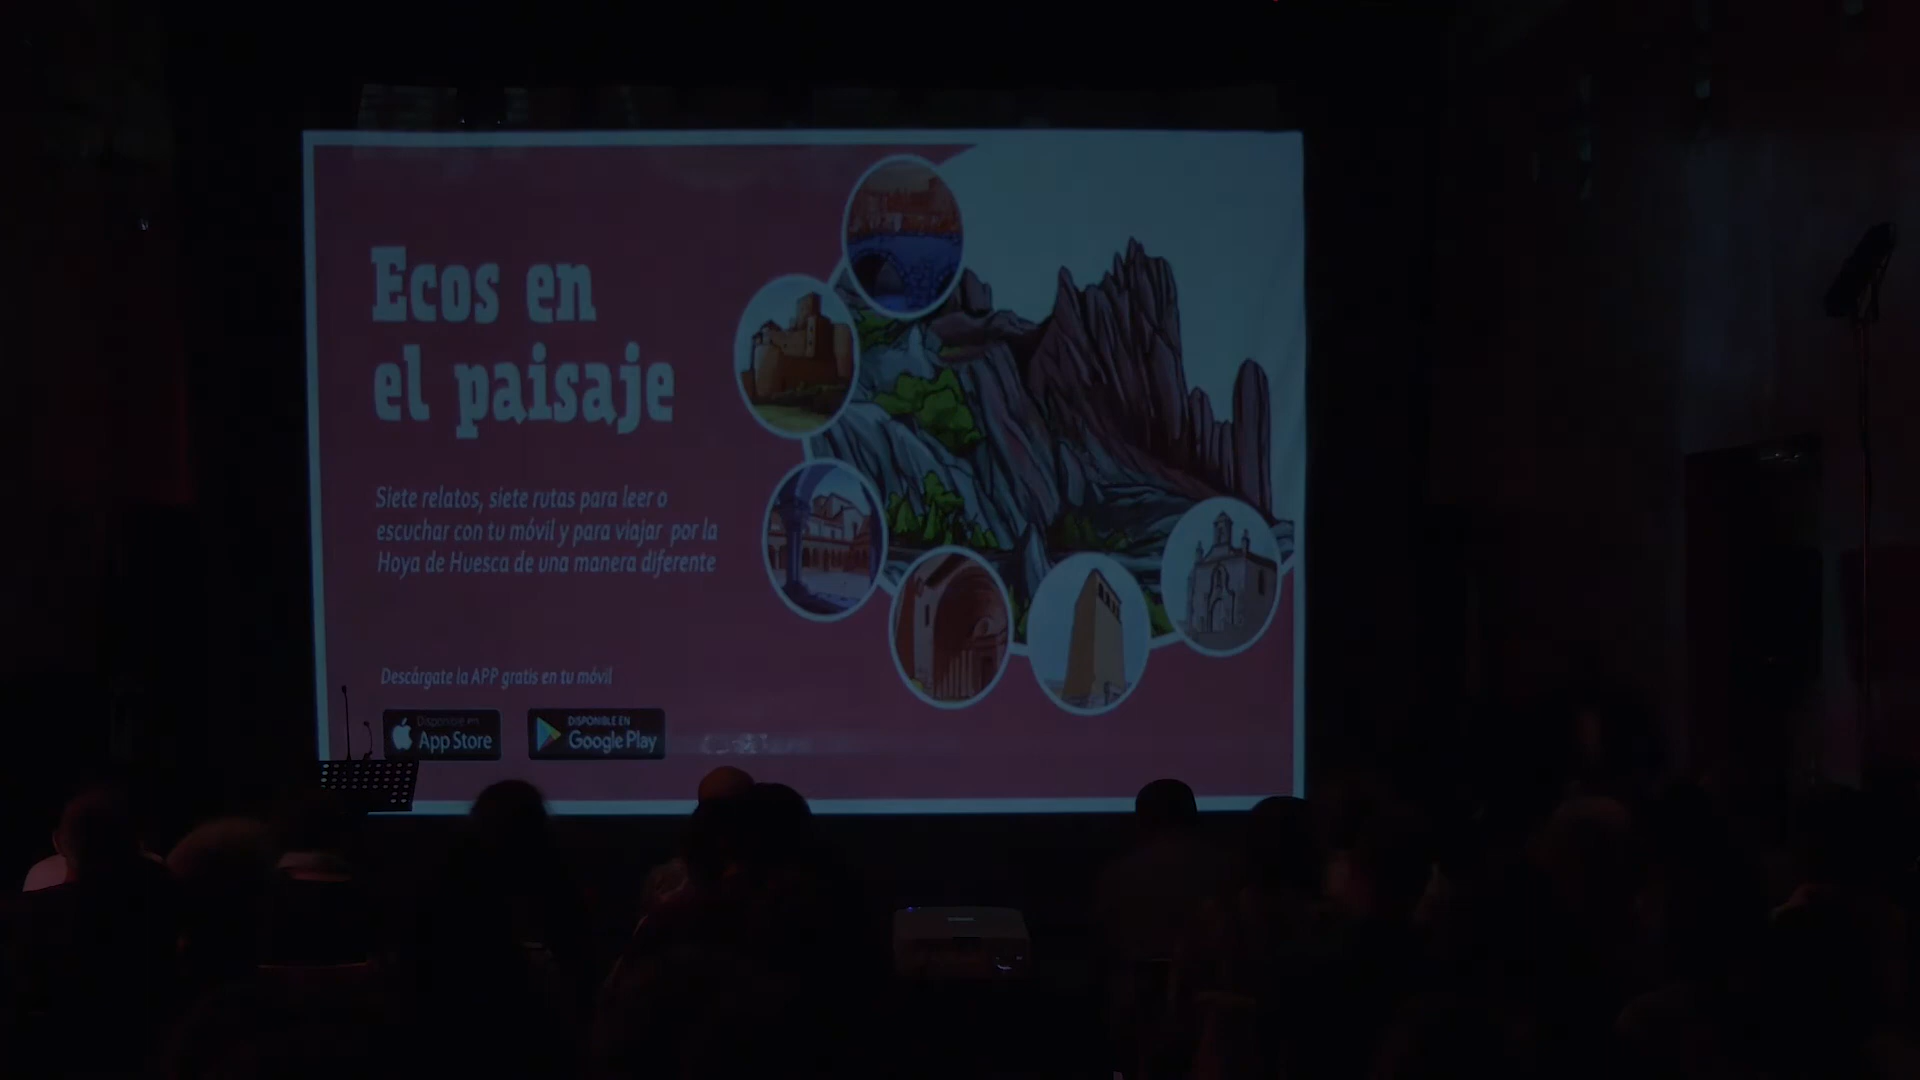 Ecos en
el paisaje
Siete relatos, siete rutas para leer o
escuchar con tu móvil y para viajar por la
Hoya de Huesca de una manera diferente
Descárgate la APP gratis en tu móvil
Disponible en
App Store
DISPONIBLE EN
Google Play